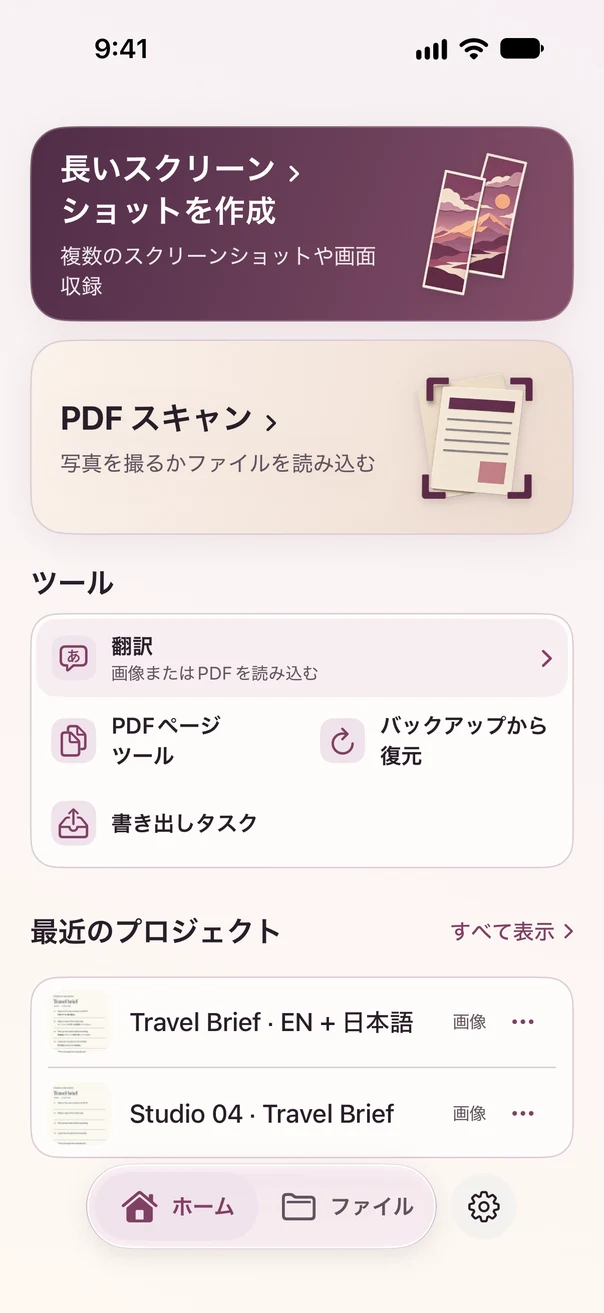 9:41
長いスクリーン
ショットを作成
複数のスクリーンショットや画面
収録
PDF スキャン
写真を撮るかファイルを読み込む
ツール
あ
翻訳
画像またはPDFを読み込む
PDFページ
ツール
バックアップから
復元
書き出しタスク
最近のプロジェクト
すべて表示
Travel brief
Travel Brief · EN + 日本語
画像
Travel brief
Studio 04 · Travel Brief
画像
ホーム
ファイル